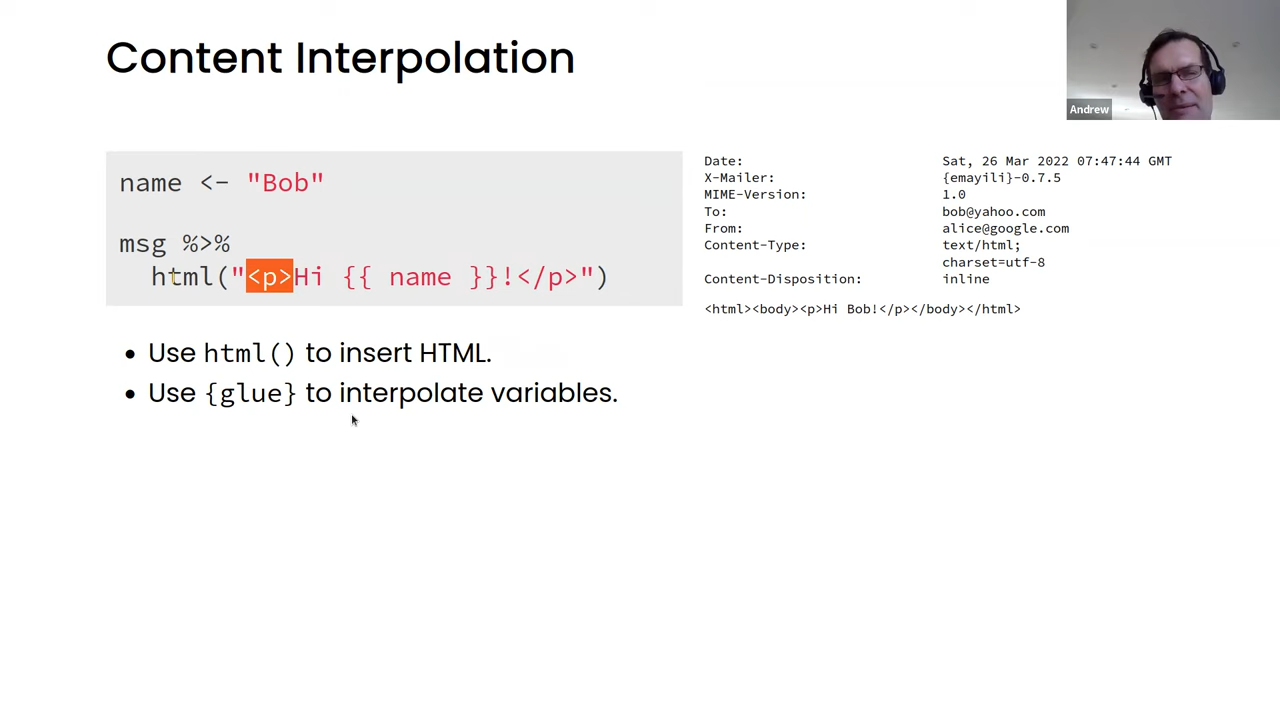 Content Interpolation
Andrew
name <- "Bob"
msg %>%
html("<p>Hi {{ name }}!</p>")
Use html() to insert HTML.
Use {glue} to interpolate variables.
Date: Sat, 26 Mar 2022 07:47:44 GMT
X-Mailer: {emayili}-0.7.5
MIME-Version: 1.0
To: bob@yahoo.com
From: alice@google.com
Content-Type: text/html;
charset=utf-8
Content-Disposition: inline
<html><body><p>Hi Bob!</p></body></html>